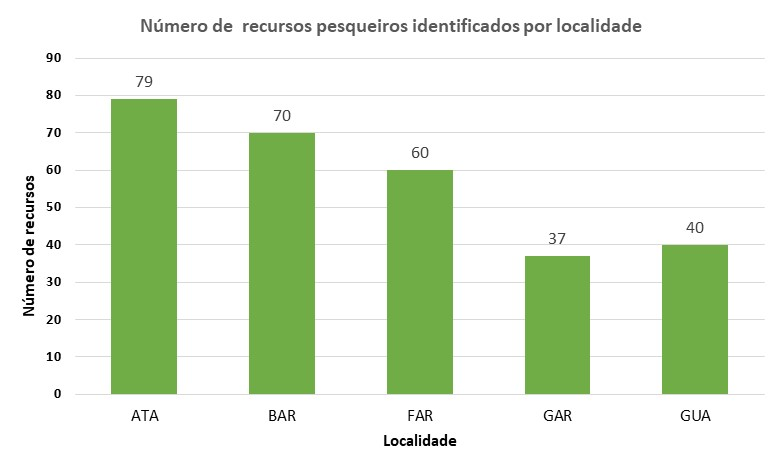 Número de  recursos pesqueiros identificados por localidade
90
80
70
60
50
40
30
20
10
0
Número de recursos
79
70
60
37
40
ATA
BAR
FAR
GAR
GUA
Localidade